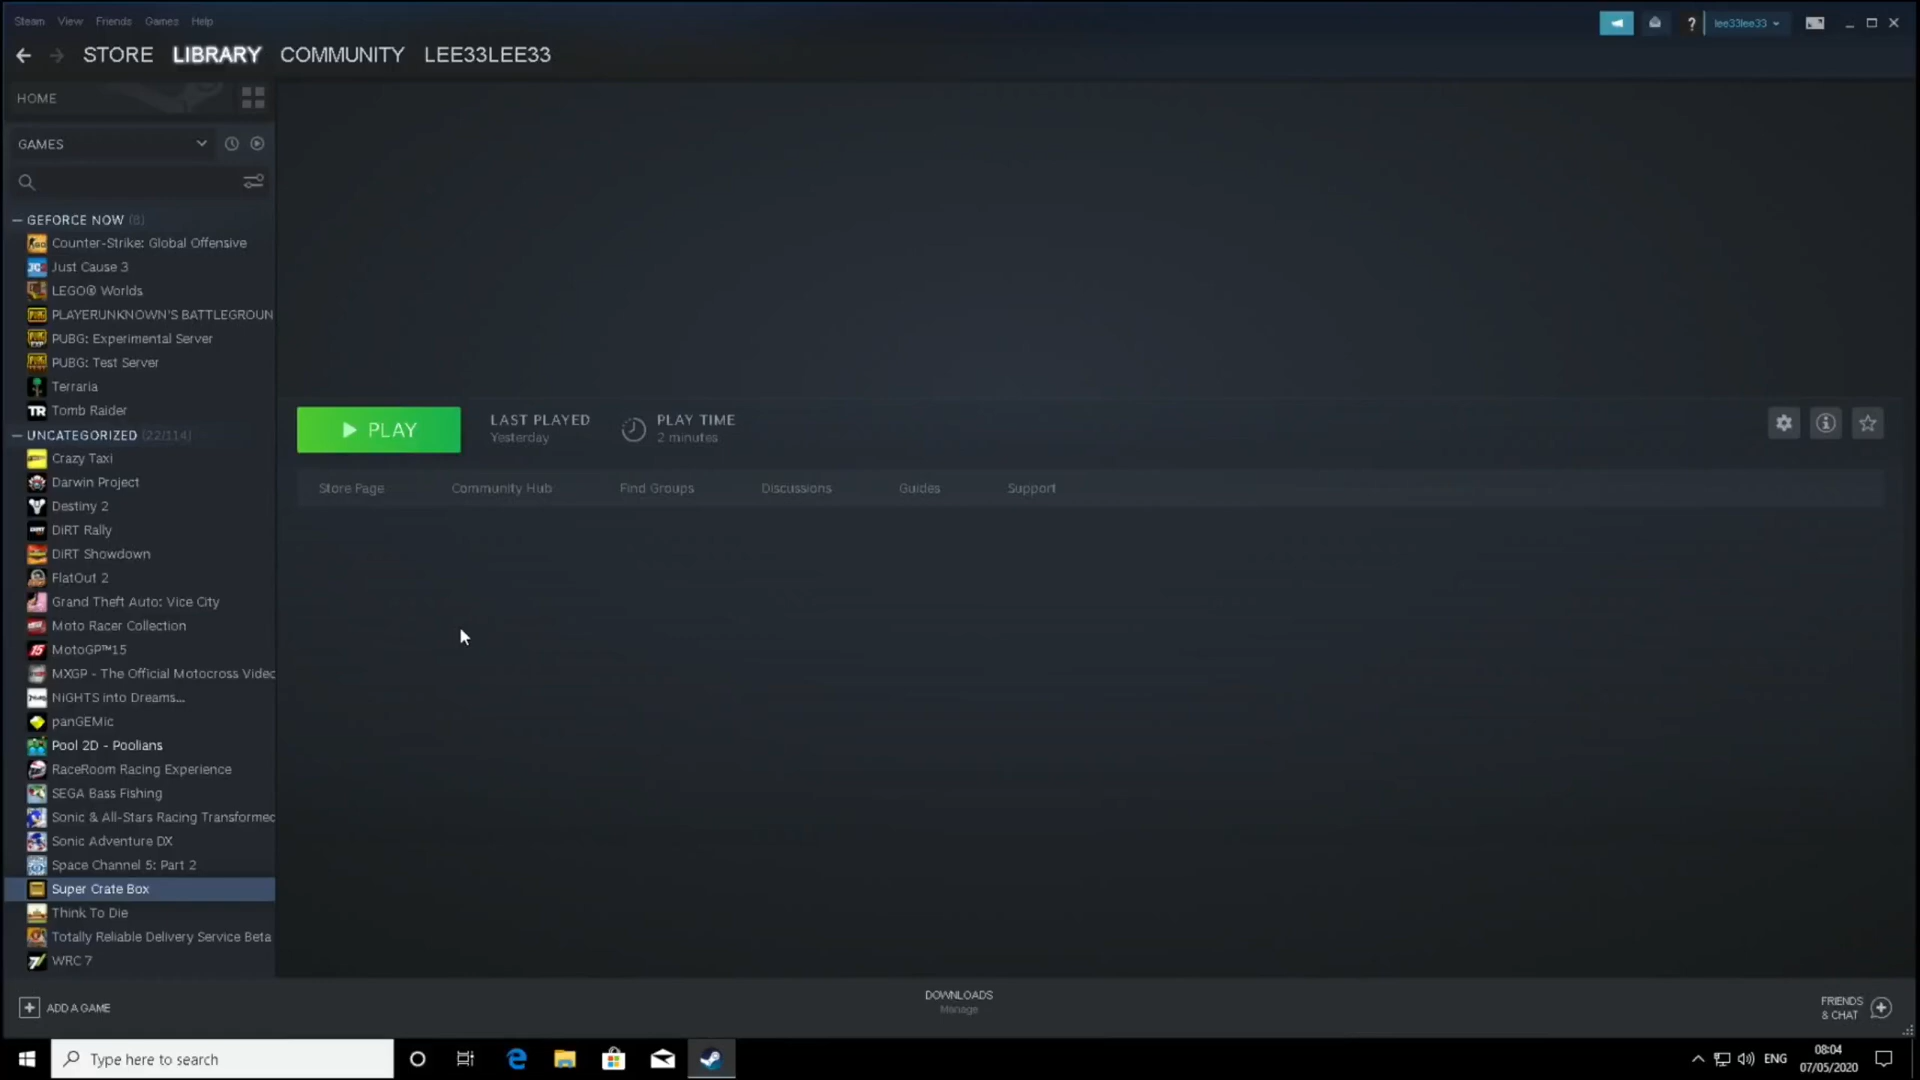 Steam View Friends Games Help
lee33lee33
STORE LIBRARY COMMUNITY LEE33LEE33
HOME
GAMES
GEFORCE NOW (8)
Counter-Strike: Global Offensive
Just Cause 3
LEGO® Worlds
PLAYERUNKNOWN'S BATTLEGROUN
PUBG: Experimental Server
PUBG: Test Server
Terraria
Tomb Raider
UNCATEGORIZED (22/114)
Crazy Taxi
Darwin Project
Destiny 2
DiRT Rally
DiRT Showdown
FlatOut 2
Grand Theft Auto: Vice City
Moto Racer Collection
MotoGP™15
MXGP - The Official Motocross Videc
NiGHTS into Dreams...
panGEMic
Pool 2D - Poolians
RaceRoom Racing Experience
SEGA Bass Fishing
Sonic & All-Stars Racing Transformed
Sonic Adventure DX
Space Channel 5: Part 2
Super Crate Box
Think To Die
Totally Reliable Delivery Service Beta
WRC 7
ADD A GAME
PLAY
LAST PLAYED
Yesterday
PLAY TIME
2 minutes
Store Page Community Hub Find Groups Discussions Guides Support
DOWNLOADS
Manage
FRIENDS
& CHAT
Type here to search
ENG
08:04
07/05/2020